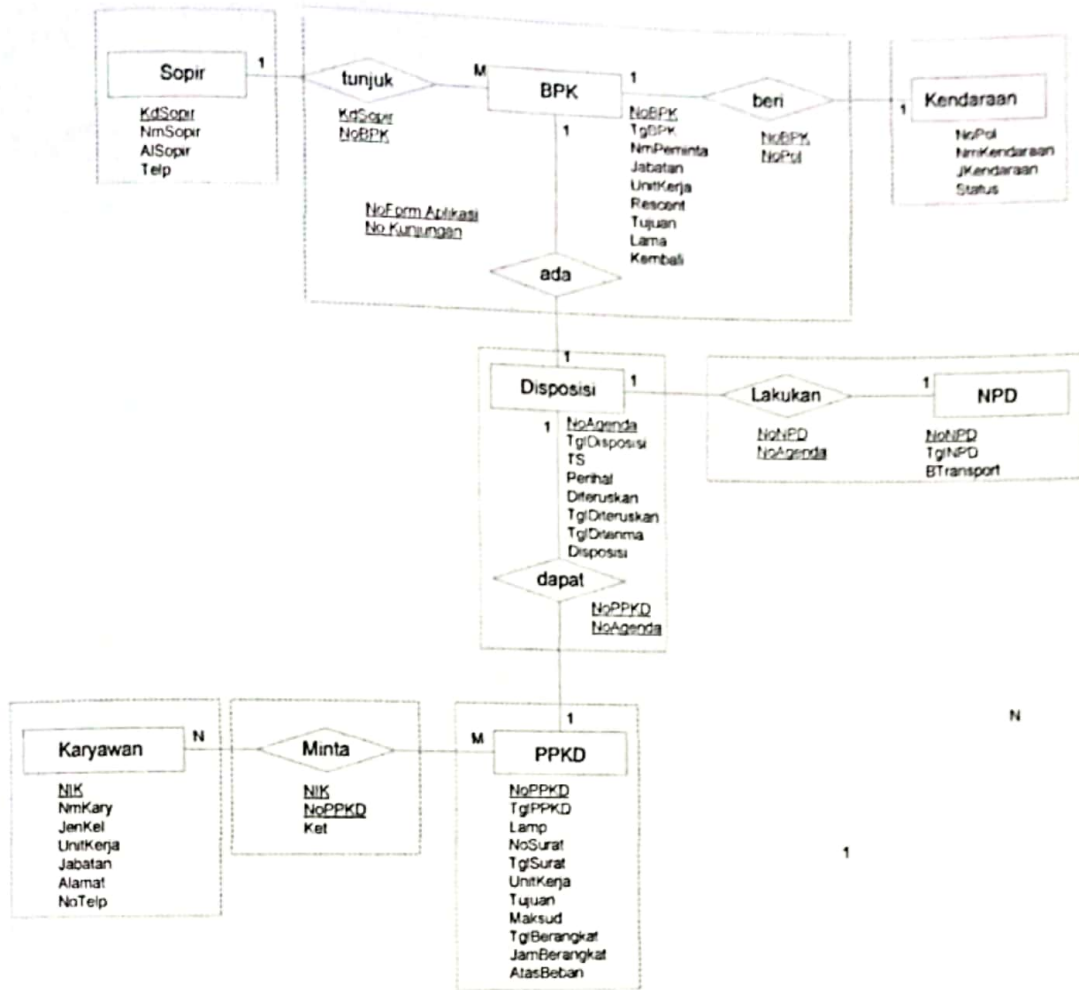 Sopir
1
KdSopir
NmSopir
AlSopir
Telp
tunjuk
KdSopir
NoBPK
M
BPK
1
1
NoBPK
TgBPK
NmPeminta
Jabatan
UnitKerja
Rescent
Tujuan
Lama
Kembali
beri
NoBPK
NoPol
1
Kendaraan
NoPol
NmKendaraan
JKendaraan
Status
NoForm Aplikasi
No Kunjungan
ada
1
Disposisi
1
1
NoAgenda
TglDisposisi
TS
Perihal
Diteruskan
TglDiteruskan
TglDiterima
Disposisi
Lakukan
NoNPD
NoAgenda
1
NPD
NoNPD
TglNPD
BTransport
dapat
NoPPKD
NoAgenda
1
Karyawan
N
NIK
NmKary
JenKel
UnitKerja
Jabatan
Alamat
NoTelp
Minta
NIK
NoPPKD
Ket
M
PPKD
NoPPKD
TglPPKD
Lamp
NoSurat
TglSurat
UnitKerja
Tujuan
Maksud
TglBerangkat
JamBerangkat
AtasBeban
N
1